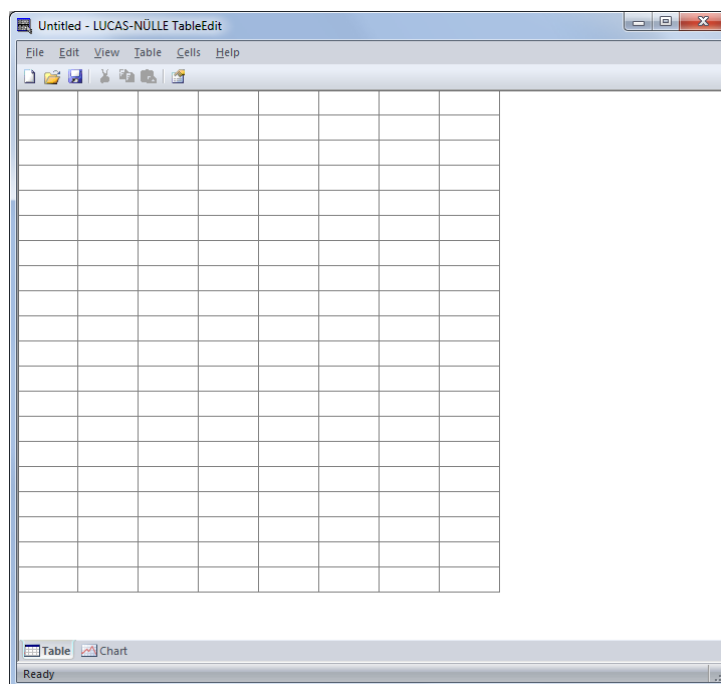 Untitled - LUCAS-NÜLLE TableEdit
File Edit View Table Cells Help
Table Chart
Ready